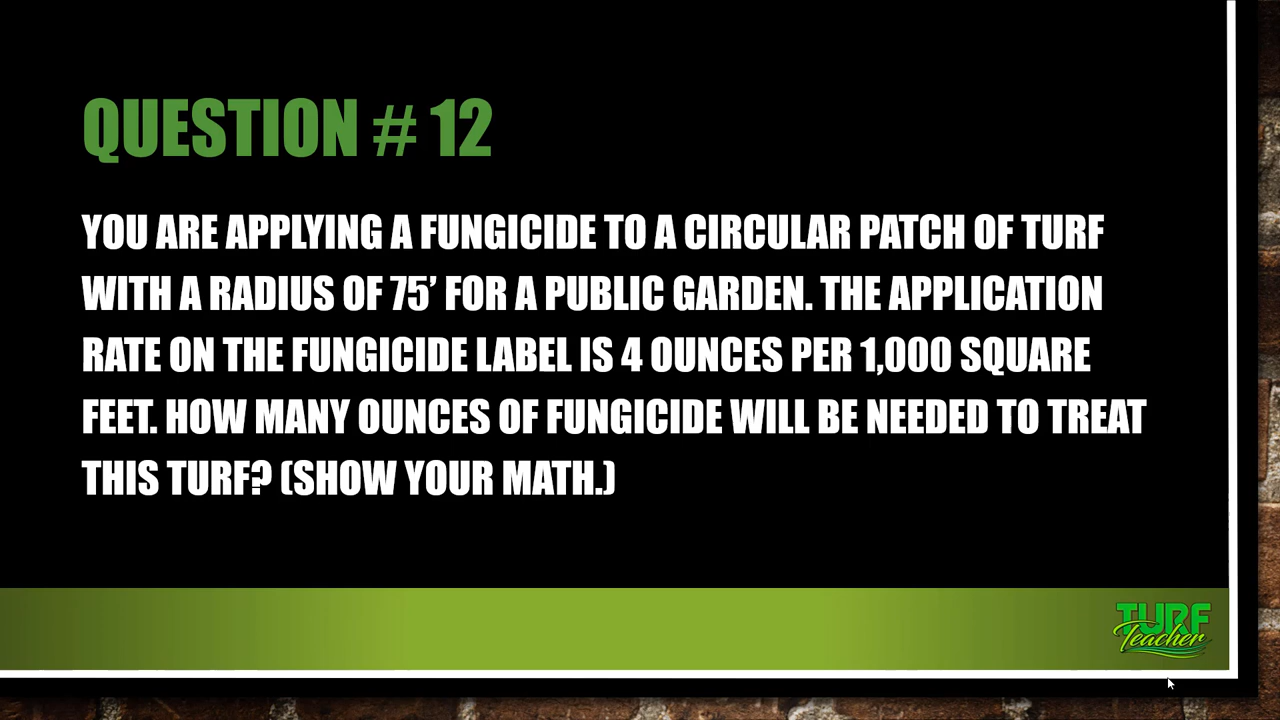 QUESTION # 12
YOU ARE APPLYING A FUNGICIDE TO A CIRCULAR PATCH OF TURF
WITH A RADIUS OF 75’ FOR A PUBLIC GARDEN. THE APPLICATION
RATE ON THE FUNGICIDE LABEL IS 4 OUNCES PER 1,000 SQUARE
FEET. HOW MANY OUNCES OF FUNGICIDE WILL BE NEEDED TO TREAT
THIS TURF? (SHOW YOUR MATH.)
TURF
Teacher